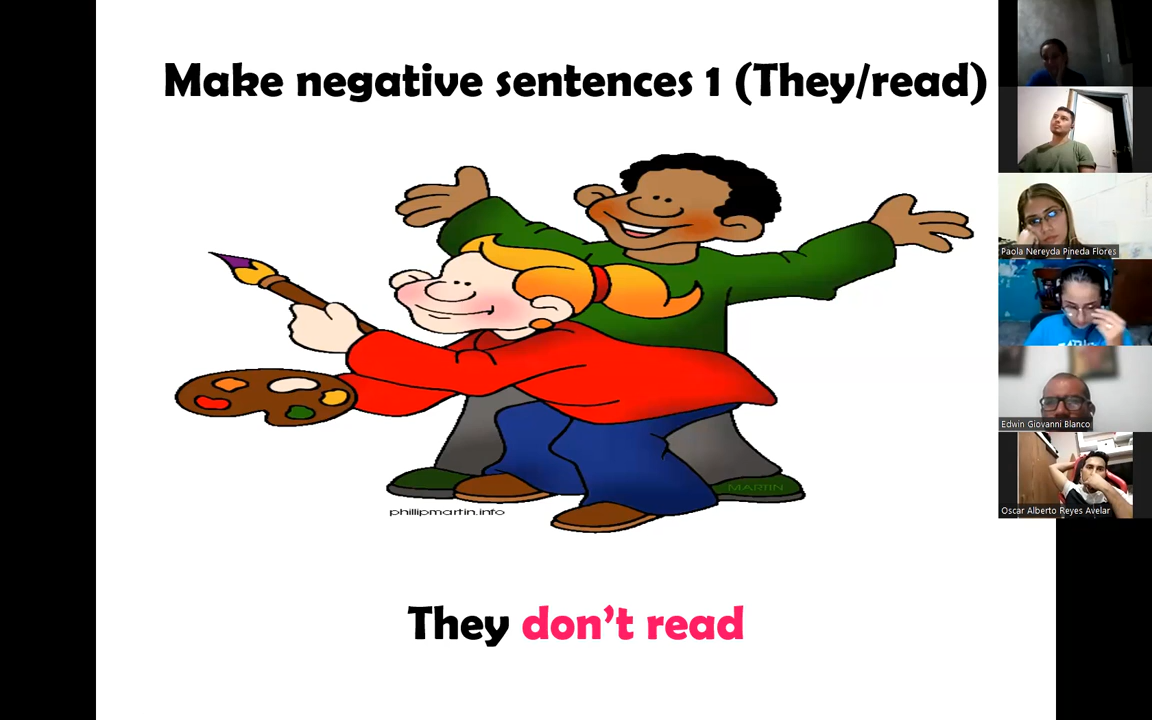 Make negative sentences 1 (They/read)
MARTIN
phillipmartin.info
They don't read
Paola Nereyda Pineda Flores
Edwin Giovanni Blanco
Oscar Alberto Reyes Avelar